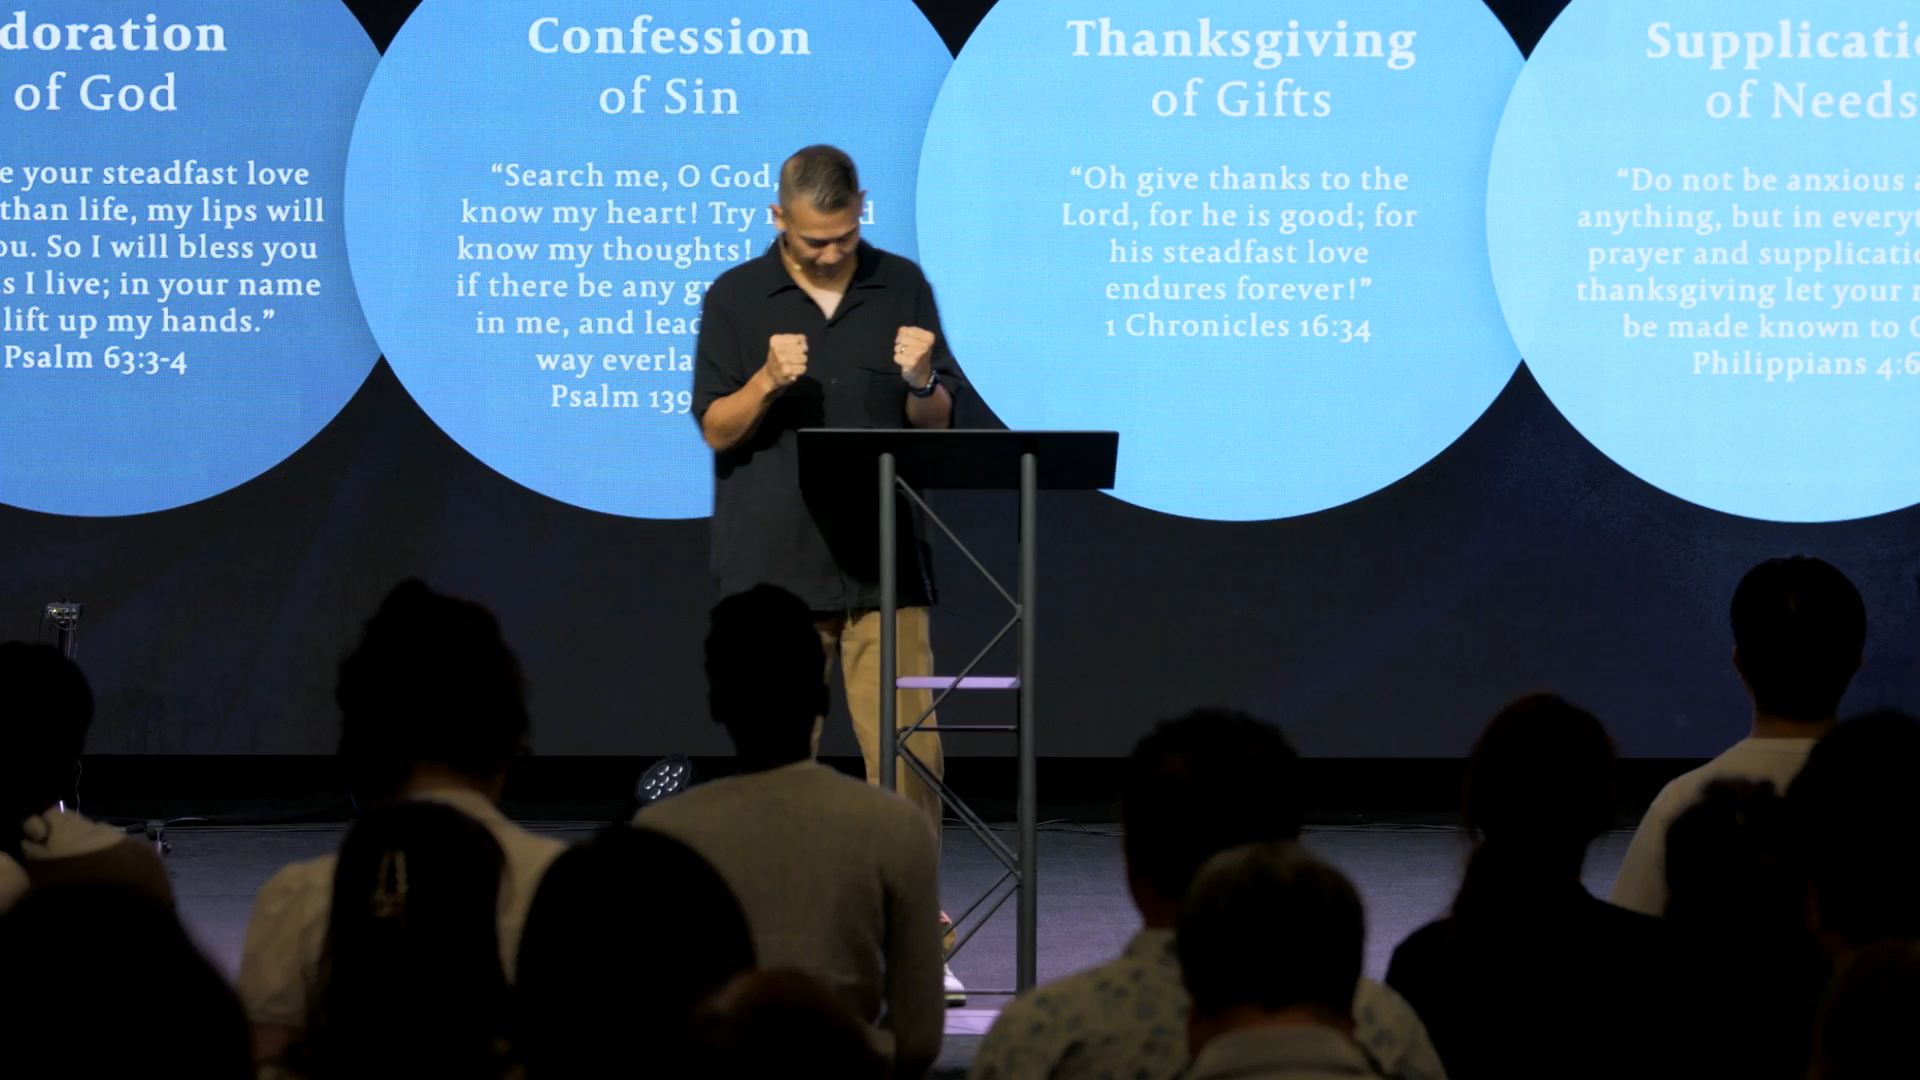 doration
of God
e your steadfast love
than life, my lips will
ou. So I will bless you
s I live; in your name
lift up my hands.”
Psalm 63:3-4
Confession
of Sin
“Search me, O God,
know my heart! Try
know my thoughts!
if there be any
in me, and lead
way everla
Psalm 139
Thanksgiving
of Gifts
“Oh give thanks to the
Lord, for he is good; for
his steadfast love
endures forever!”
1 Chronicles 16:34
Supplicati
of Needs
“Do not be anxious a
anything, but in every
prayer and supplicati
thanksgiving let your
be made known to G
Philippians 4:6